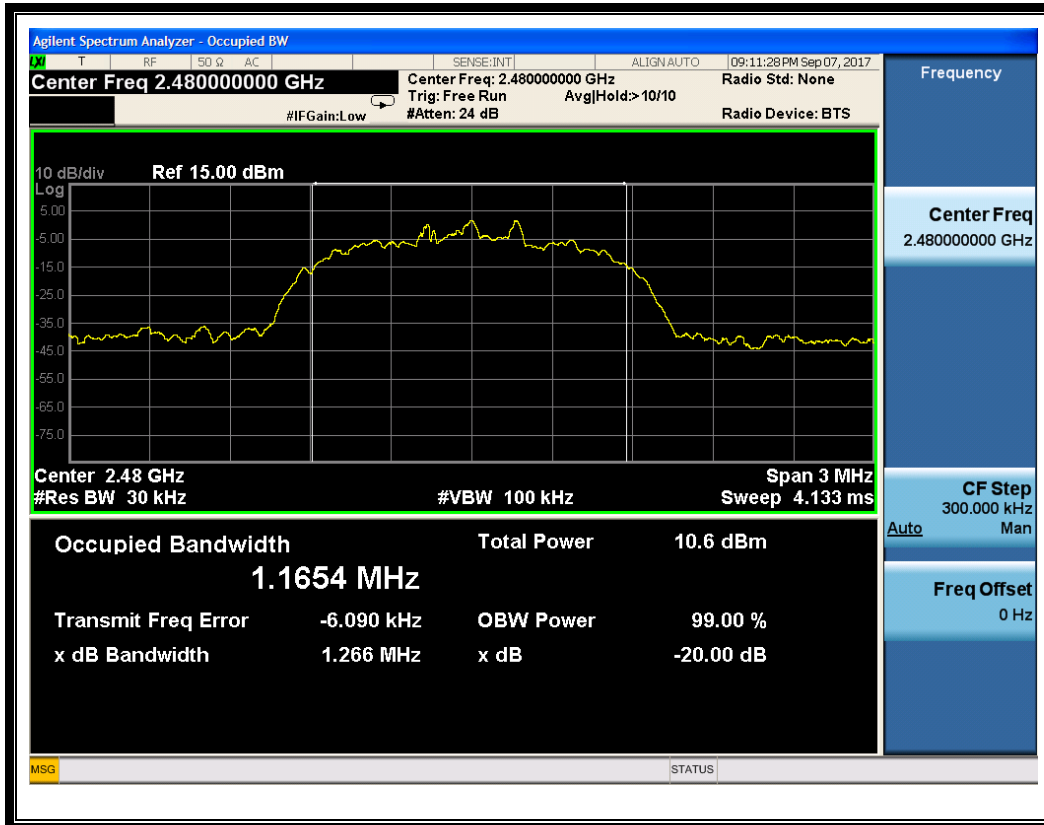 Agilent Spectrum Analyzer - Occupied BW
LXI T RF 50 Ω AC SENSE:INT ALIGN AUTO 09:11:28 PM Sep 07, 2017
Center Freq 2.480000000 GHz
Center Freq: 2.480000000 GHz
Radio Std: None
Trig: Free Run Avg|Hold:> 10/10
#IFGain:Low
#Atten: 24 dB
Radio Device: BTS
10 dB/div Ref 15.00 dBm
Log
5.00
-5.00
-15.0
-25.0
-35.0
-45.0
-55.0
-65.0
-75.0
Center 2.48 GHz Span 3 MHz
#Res BW 30 kHz #VBW 100 kHz Sweep 4.133 ms
Occupied Bandwidth Total Power 10.6 dBm
1.1654 MHz
Transmit Freq Error -6.090 kHz OBW Power 99.00 %
x dB Bandwidth 1.266 MHz x dB -20.00 dB
MSG STATUS
Frequency
Center Freq
2.480000000 GHz
CF Step
300.000 kHz
Auto Man
Freq Offset
0 Hz